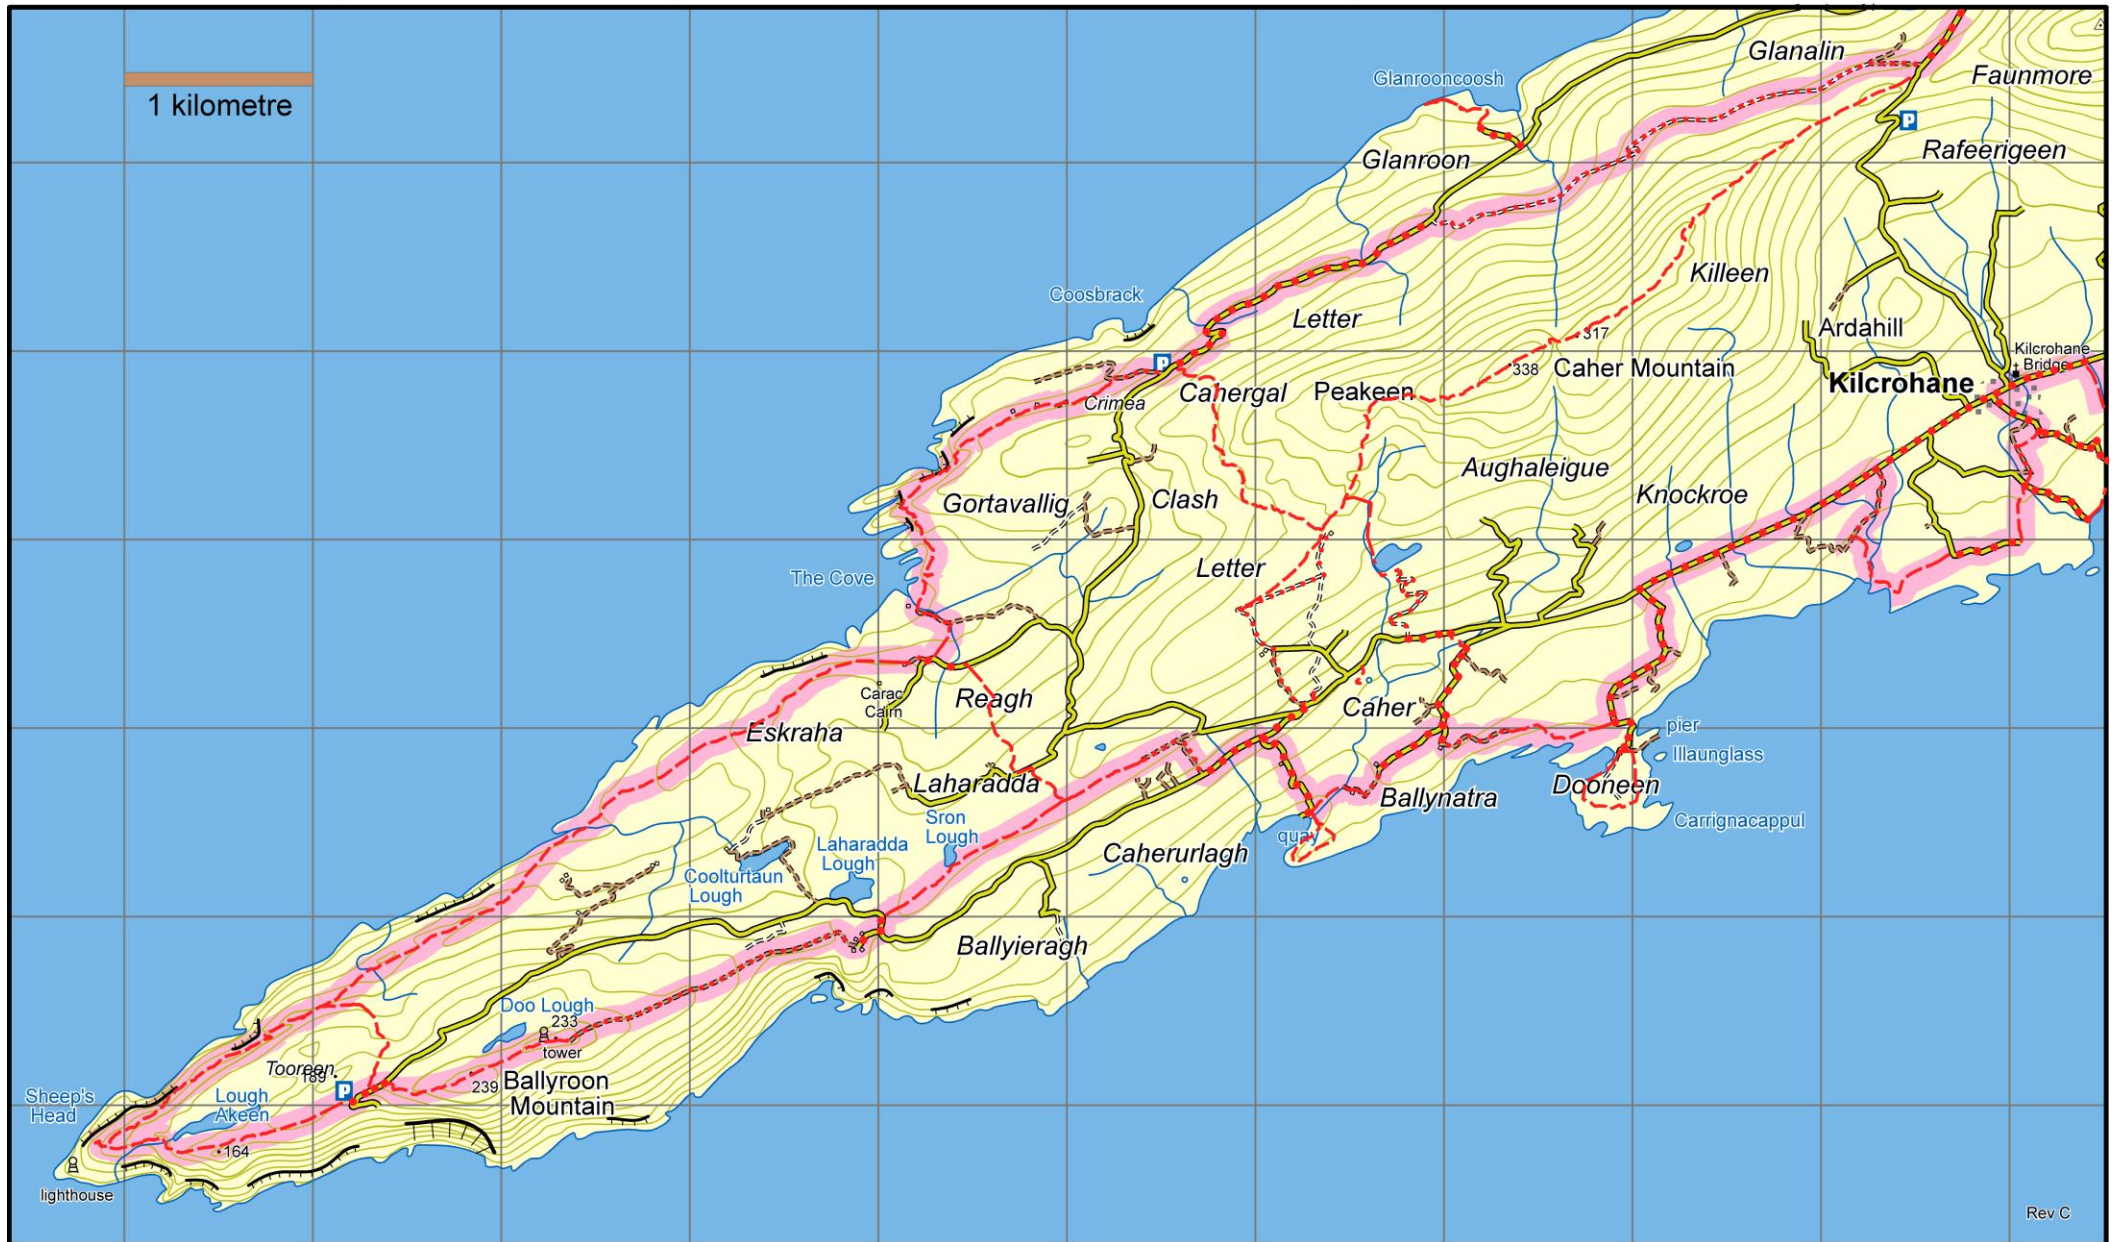 Glanalin
Faunmore
Glanrooncoosh
1 kilometre
P
Rafeerigeen
Glanroon
Killeen
Coosbrack
Letter
317
Ardahill
Kilcrohane
Bridge
P
338
Caher Mountain
Kilcrohane
Cahergal
Peakeen
Crimea
Aughaleigue
Knockroe
Gortavallig
Clash
Letter
The Cove
Carac
Cairn
Reagh
Caher
pier
Illaunglass
Eskraha
Laharadda
Dooneen
Ballynatra
Carrignacappul
Sron
Lough
quay
Laharadda
Lough
Caherurlagh
Coolturtaun
Lough
Ballyieragh
Doo Lough
233
tower
Tooreen
189
P
239
Ballyroon
Mountain
Sheep's
Head
Lough
Akeen
164
lighthouse
Rev C